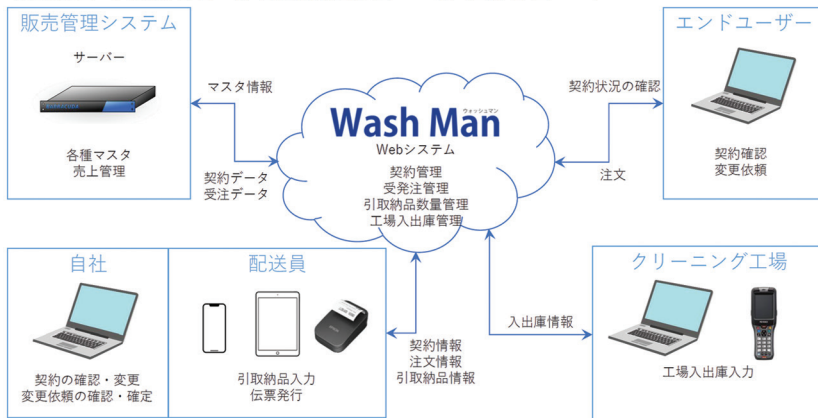 販売管理システム
サーバー
各種マスタ
売上管理
マスタ情報
契約データ
受注データ
ウォッシュマン
Wash Man
Webシステム
契約管理
受発注管理
引取納品数量管理
工場入出庫管理
契約状況の確認
注文
エンドユーザー
契約確認
変更依頼
自社
契約の確認・変更
変更依頼の確認・確定
配送員
引取納品入力
伝票発行
契約情報
注文情報
引取納品情報
入出庫情報
クリーニング工場
工場入出庫入力